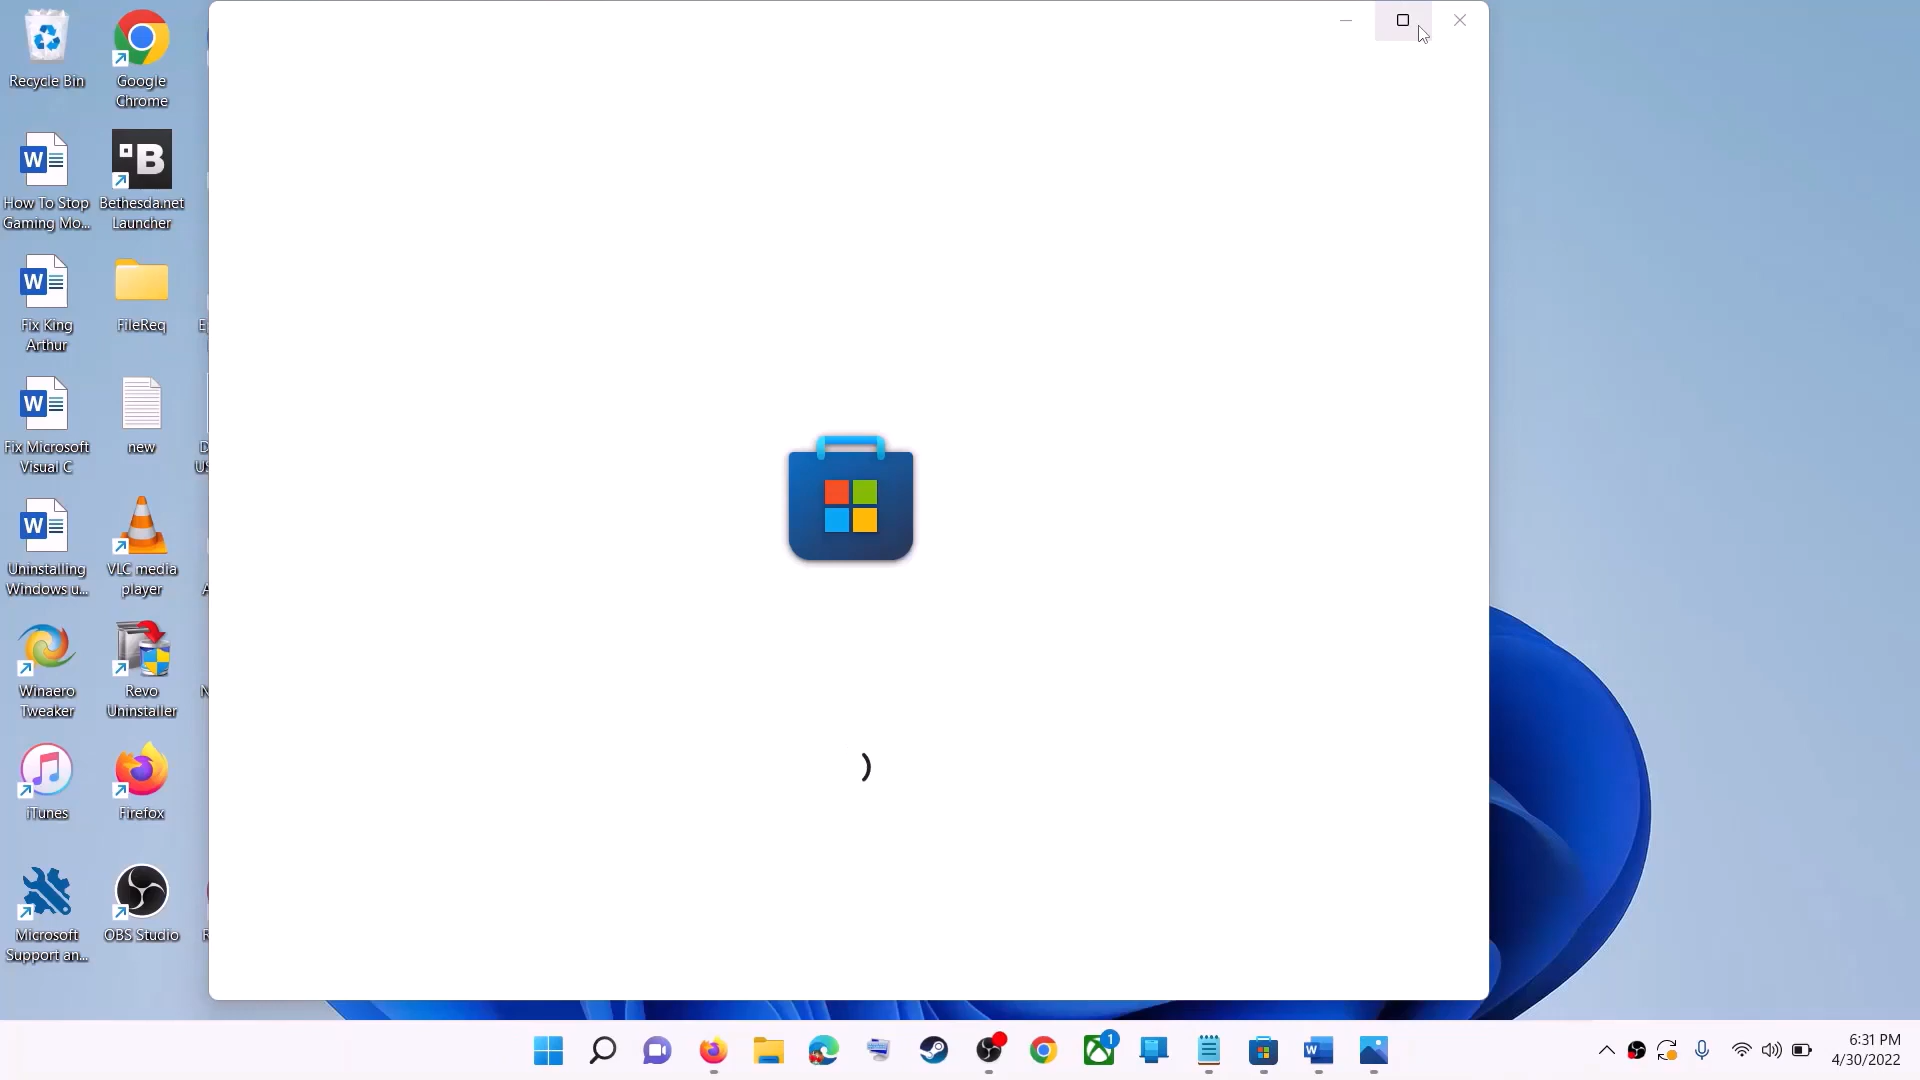 Recycle Bin
Google
Chrome
How To Stop
Gaming Mo...
Bethesda.net
Launcher
Fix King
Arthur
FileReq
Fix Microsoft
Visual C
new
Uninstalling
Windows u...
VLC media
player
Winaero
Tweaker
Revo
Uninstaller
iTunes
Firefox
Microsoft
Support an...
OBS Studio
1
6:31 PM
4/30/2022